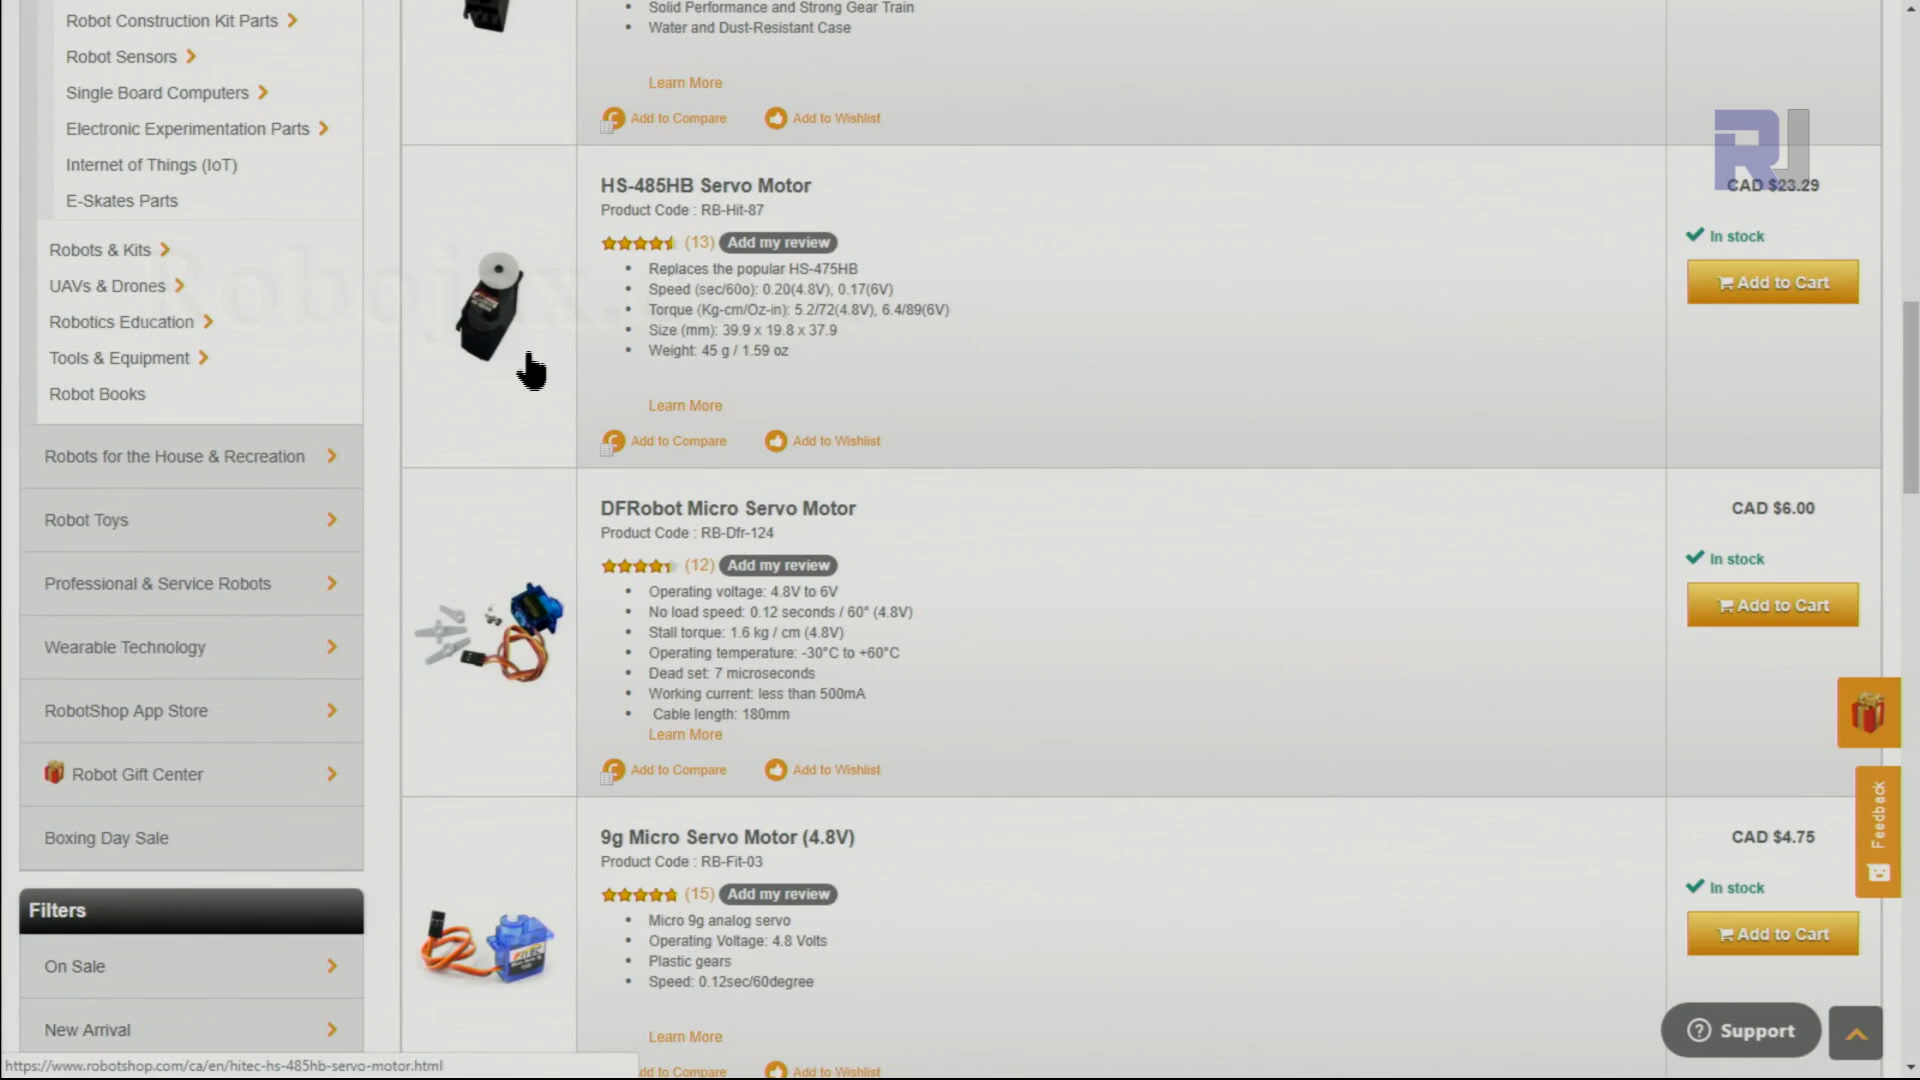 Robot Construction Kit Parts
Robot Sensors
Single Board Computers
Electronic Experimentation Parts
Internet of Things (IoT)
E-Skates Parts
Robots & Kits
UAVs & Drones
Robotics Education
Tools & Equipment
Robot Books
Robots for the House & Recreation
Robot Toys
Professional & Service Robots
Wearable Technology
RobotShop App Store
Robot Gift Center
Boxing Day Sale
Filters
On Sale
New Arrival
Solid Performance and Strong Gear Train
Water and Dust-Resistant Case
Learn More
Add to Compare Add to Wishlist
HS-485HB Servo Motor
Product Code : RB-Hit-87
(13) Add my review
Replaces the popular HS-475HB
Speed (sec/60o): 0.20(4.8V), 0.17(6V)
Torque (Kg-cm/Oz-in): 5.2/72(4.8V), 6.4/89(6V)
Size (mm): 39.9 x 19.8 x 37.9
Weight: 45 g / 1.59 oz
Learn More
Add to Compare Add to Wishlist
RJ
CAD $23.29
In stock
Add to Cart
DFRobot Micro Servo Motor
Product Code : RB-Dfr-124
(12) Add my review
Operating voltage: 4.8V to 6V
No load speed: 0.12 seconds / 60° (4.8V)
Stall torque: 1.6 kg / cm (4.8V)
Operating temperature: -30°C to +60°C
Dead set: 7 microseconds
Working current: less than 500mA
Cable length: 180mm
Learn More
Add to Compare Add to Wishlist
CAD $6.00
In stock
Add to Cart
9g Micro Servo Motor (4.8V)
Product Code : RB-Fit-03
(15) Add my review
Micro 9g analog servo
Operating Voltage: 4.8 Volts
Plastic gears
Speed: 0.12sec/60degree
Learn More
dd to Compare Add to Wishlist
CAD $4.75
In stock
Add to Cart
Feedback
Support
Robojax.
FITEC
https://www.robotshop.com/ca/en/hitec-hs-485hb-servo-motor.html